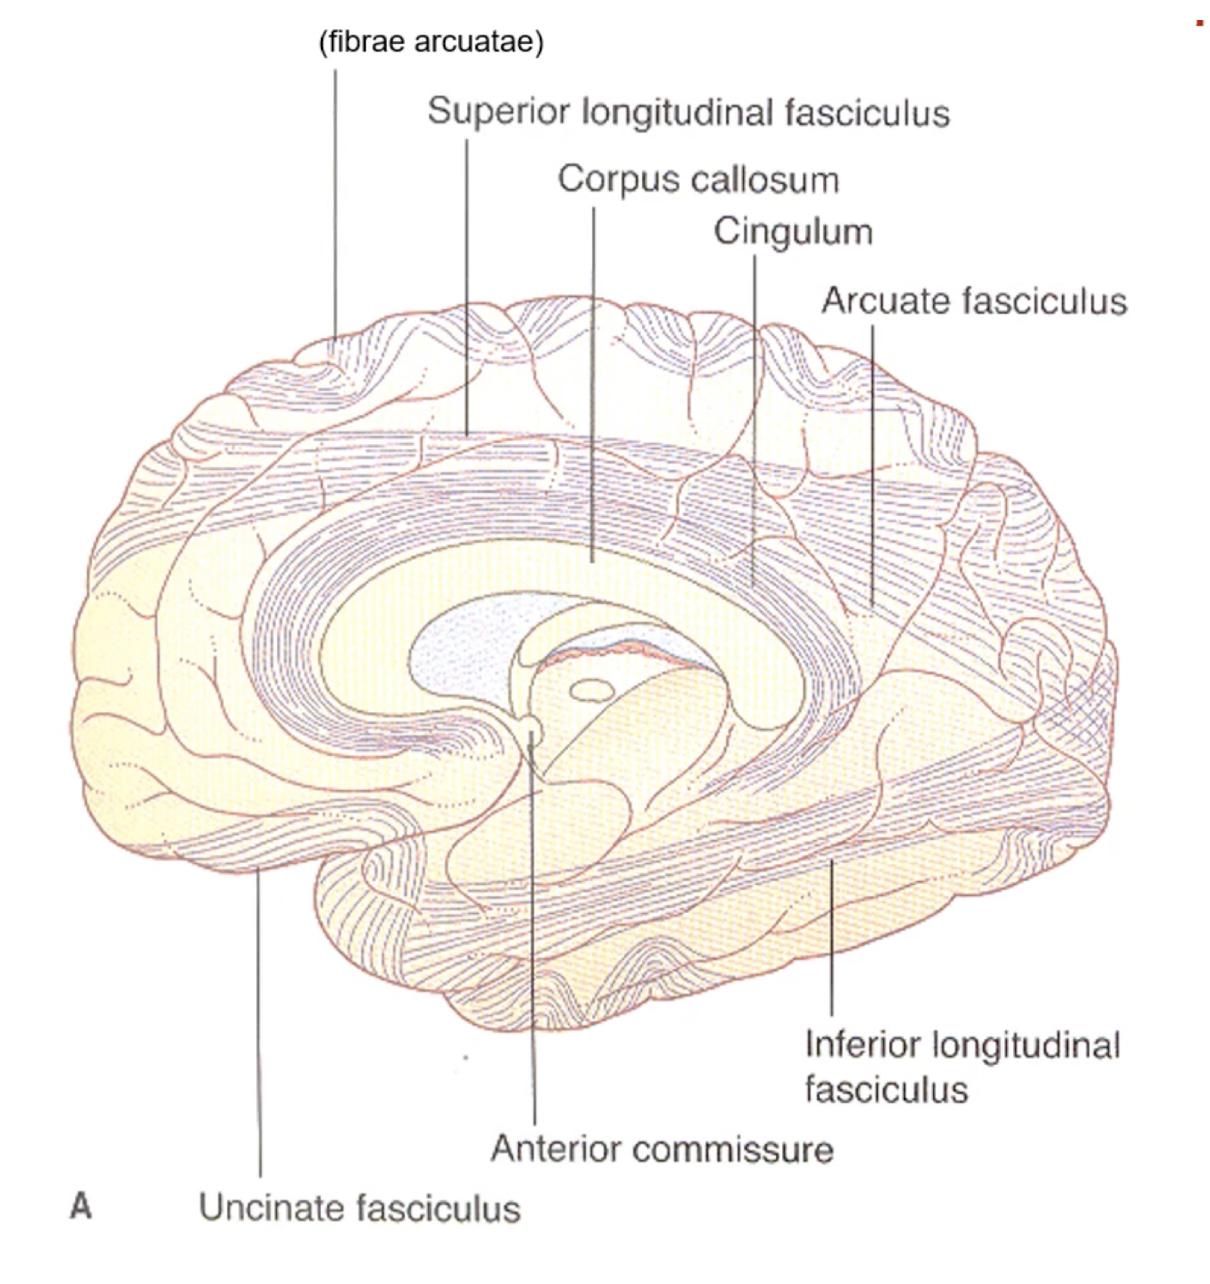 (fibrae arcuatae)
Superior longitudinal fasciculus
Corpus callosum
Cingulum
Arcuate fasciculus
Inferior longitudinal
fasciculus
Anterior commissure
A Uncinate fasciculus